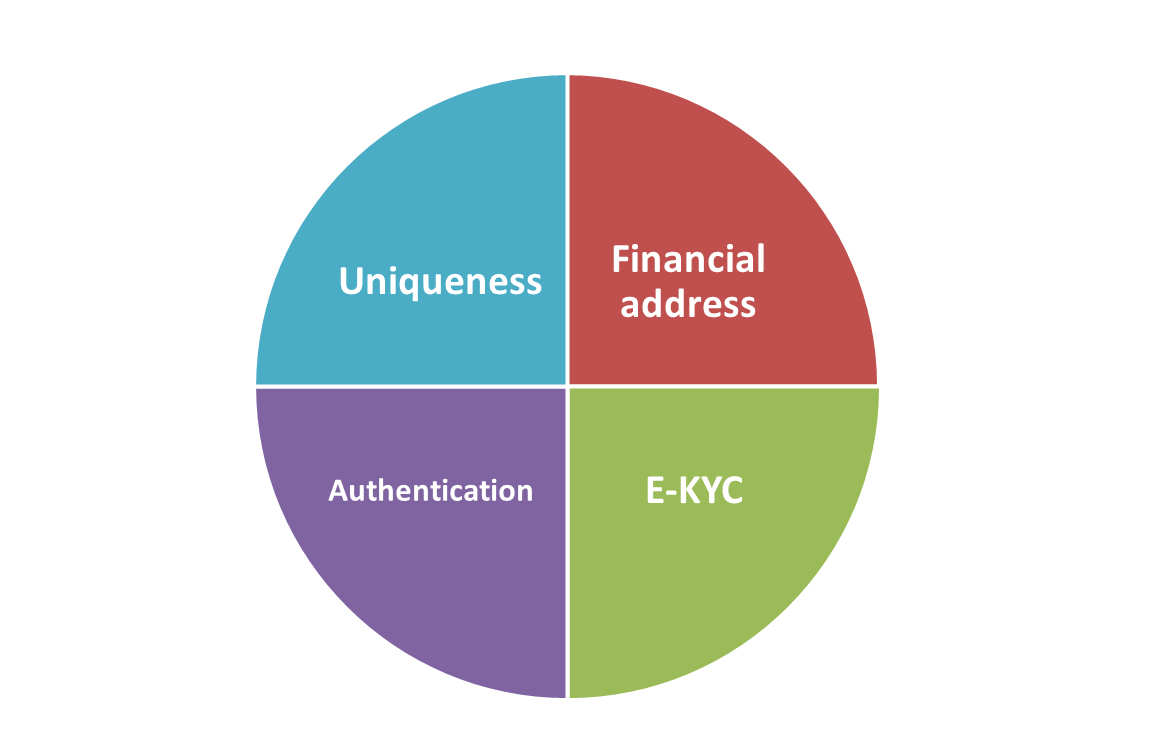 Uniqueness
Financial
address
Authentication
E-KYC